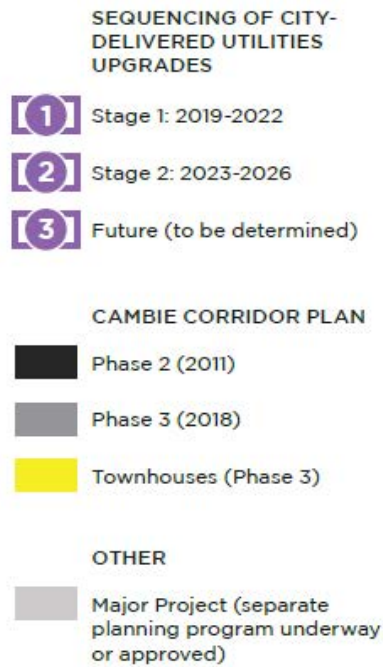 SEQUENCING OF CITY-
DELIVERED UTILITIES
UPGRADES
1 Stage 1: 2019-2022
2 Stage 2: 2023-2026
3 Future (to be determined)
CAMBIE CORRIDOR PLAN
Phase 2 (2011)
Phase 3 (2018)
Townhouses (Phase 3)
OTHER
Major Project (separate
planning program underway
or approved)